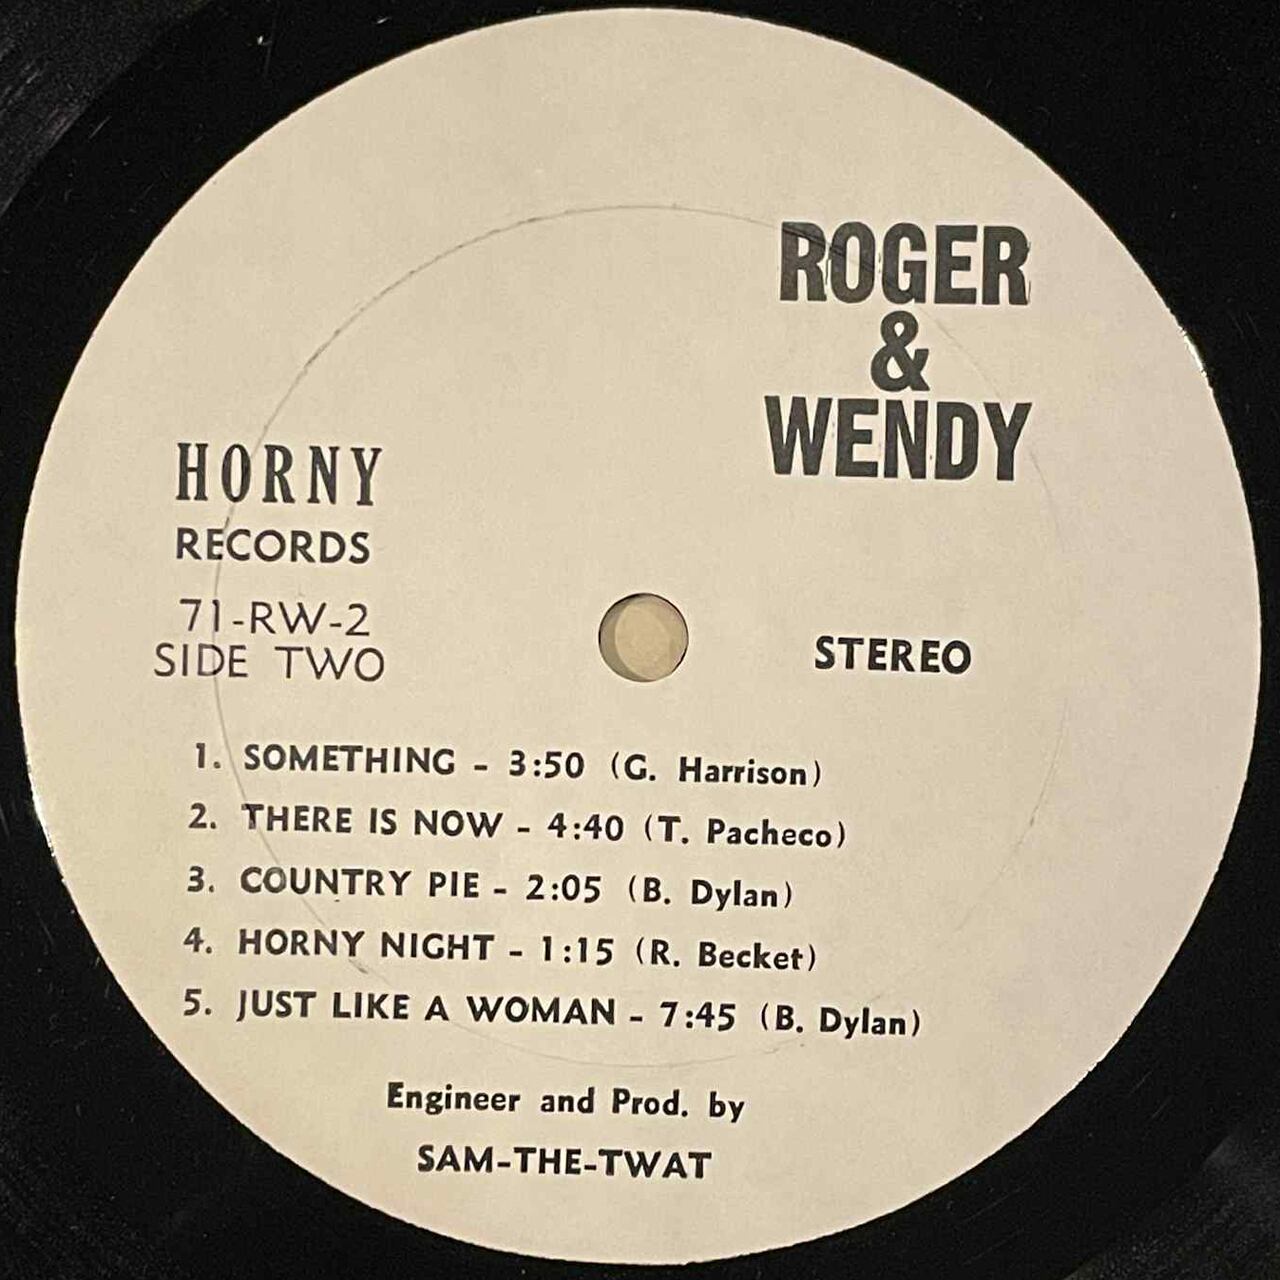 ROGER
&
WENDY
HORNY
RECORDS
71-RW-2
SIDE TWO
STEREO
1. SOMETHING - 3:50 (G. Harrison)
2. THERE IS NOW - 4:40 (T. Pacheco)
3. COUNTRY PIE - 2:05 (B. Dylan)
4. HORNY NIGHT - 1:15 (R. Becket)
5. JUST LIKE A WOMAN - 7:45 (B. Dylan)
Engineer and Prod. by
SAM-THE-TWAT